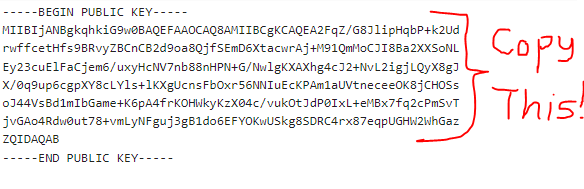 -----BEGIN PUBLIC KEY-----
MIIBIjANBgkqhkiG9w0BAQEFAAOCAQ8AMIIBCgKCAQEA2FqZ/G8JlipHqbP+k2Ud
rwffcetHfs9BRvyZBCnCB2d9oa8QjfSEmD6XtacwrAj+M91QmMoCJI8Ba2XXSoNL
Ey23cuElFaCjem6/uxyHcNV7nb88nHPN+G/NwlgKXAXhg4cJ2+NvL2igjLQyX8gJ
X/0q9up6cgpXY8cLYls+lKXgUcnsFbOxr56NNIuEcKPAm1aUVtneceeOK8jCHOSs
oJ44VsBd1mIbGame+K6pA4frKOHWkyKzX04c/vukOtJdP0IxL+eMBx7fq2cPmSvT
jvGAo4Rdw0ut78+vmLyNFguj3gB1do6EFYOKwUSkg8SDRC4rx87eqpUGHW2WhGaz
ZQIDAQAB
-----END PUBLIC KEY-----
Copy
This!